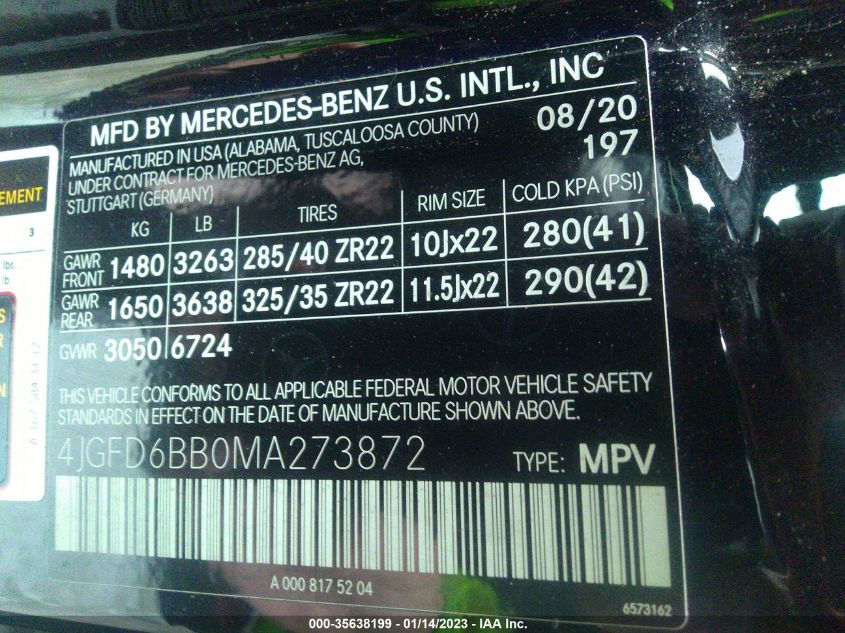 MFD BY MERCEDES-BENZ U.S. INTL., INC
08/20
MANUFACTURED IN USA (ALABAMA, TUSCALOOSA COUNTY)
197
UNDER CONTRACT FOR MERCEDES-BENZ AG,
STUTTGART (GERMANY)
KG LB TIRES RIM SIZE COLD KPA (PSI)
GAWR FRONT 1480 3263 285/40 ZR22 10Jx22 280(41)
GAWR REAR 1650 3638 325/35 ZR22 11.5Jx22 290(42)
GVWR 3050 6724
THIS VEHICLE CONFORMS TO ALL APPLICABLE FEDERAL MOTOR VEHICLE SAFETY
STANDARDS IN EFFECT ON THE DATE OF MANUFACTURE SHOWN ABOVE.
4JGFD6BB0MA273872 TYPE: MPV
A 000 817 52 04
6573162
3
lbs.
lb.
000-35638199 - 01/14/2023 - IAA Inc.